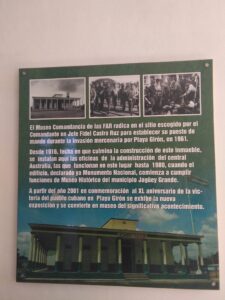 El Museo Comandancia de las FAR radica en el sitio escogido por el
Comandante en Jefe Fidel Castro Ruz para establecer su puesto de
mando durante la invasión mercenaria por Playa Girón, en 1961.
Desde 1918, fecha en que culmina la construcción de este inmueble,
se instalan aquí las oficinas de la administración del central
Australia, las que funcionan en este lugar hasta 1980, cuando el
edificio, declarado ya Monumento Nacional, comienza a cumplir
funciones de Museo Histórico del municipio Jagüey Grande.
A partir del año 2001 en conmemoración al XL aniversario de la vic-
toria del pueblo cubano en Playa Girón se exhibe la nueva
exposición y se convierte en museo del significativo acontecimiento.